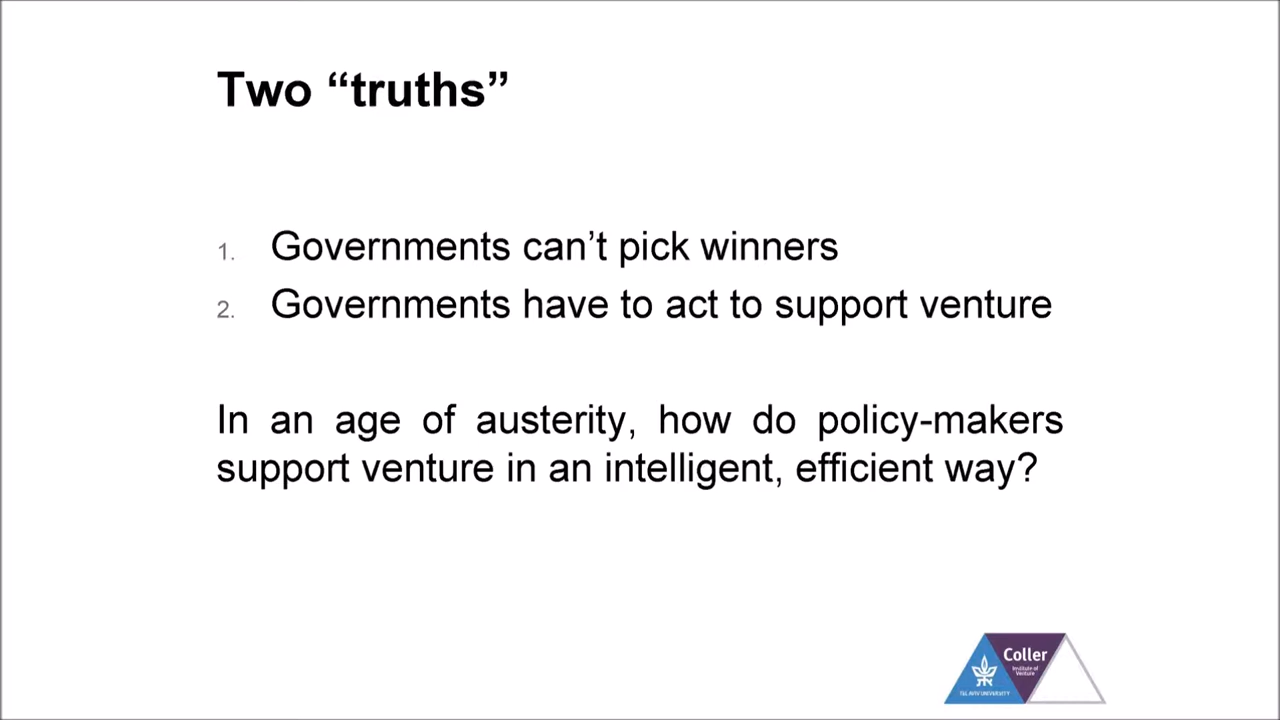 Two “truths”
1. Governments can’t pick winners
2. Governments have to act to support venture
In an age of austerity, how do policy-makers
support venture in an intelligent, efficient way?
Coller
Institute of
Venture
TEL AVIV UNIVERSITY